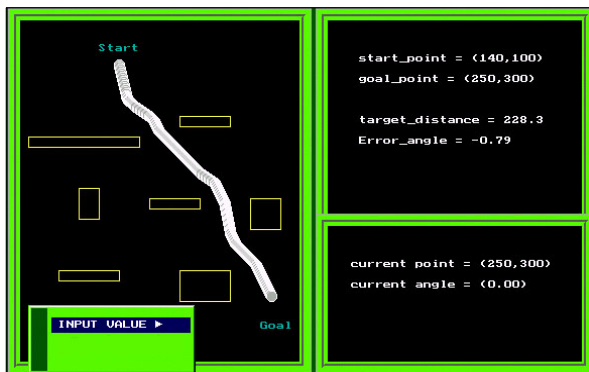 Start
Goal
INPUT VALUE ►
start_point = (140,100)
goal_point = (250,300)
target_distance = 228.3
Error_angle = -0.79
current point = (250,300)
current angle = (0.00)